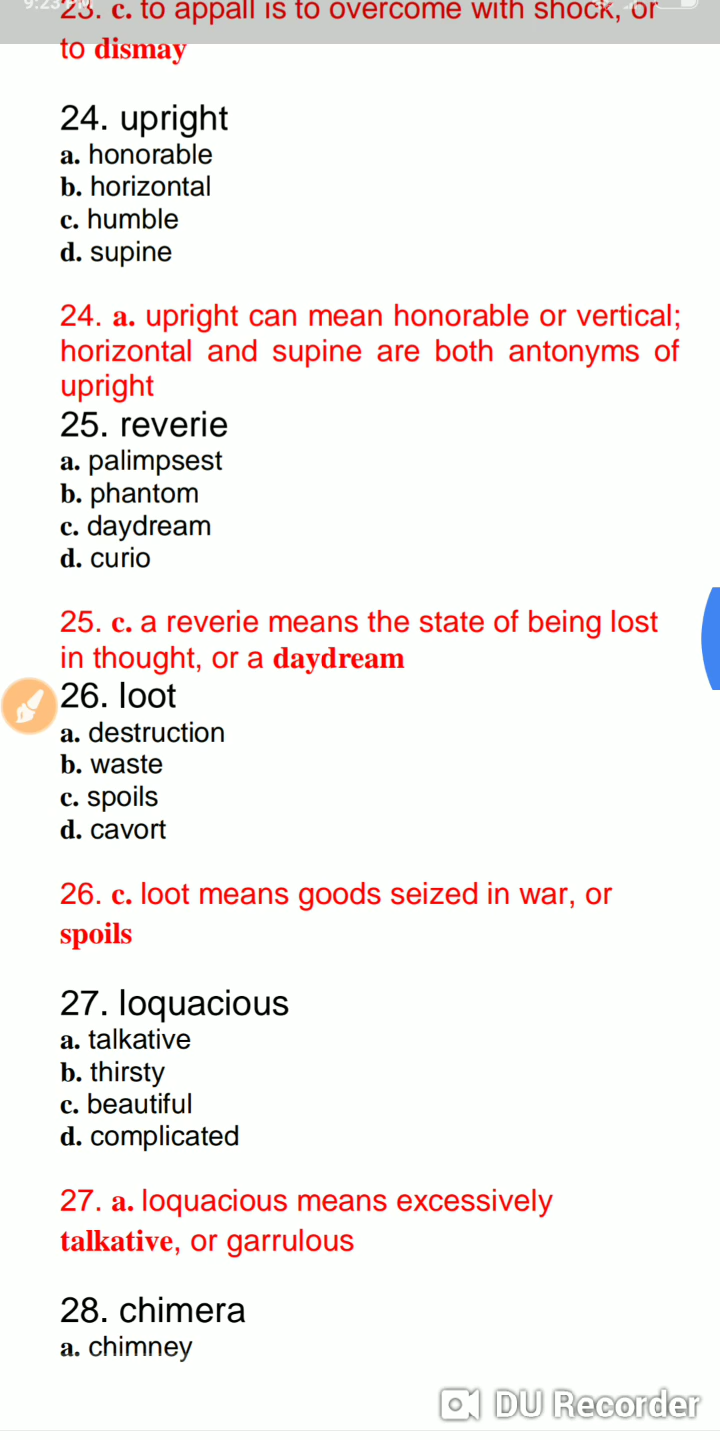 9:23 PM
23. c. to appall is to overcome with shock, or
to dismay
24. upright
a. honorable
b. horizontal
c. humble
d. supine
24. a. upright can mean honorable or vertical;
horizontal and supine are both antonyms of
upright
25. reverie
a. palimpsest
b. phantom
c. daydream
d. curio
25. c. a reverie means the state of being lost
in thought, or a daydream
26. loot
a. destruction
b. waste
c. spoils
d. cavort
26. c. loot means goods seized in war, or
spoils
27. loquacious
a. talkative
b. thirsty
c. beautiful
d. complicated
27. a. loquacious means excessively
talkative, or garrulous
28. chimera
a. chimney
DU Recorder